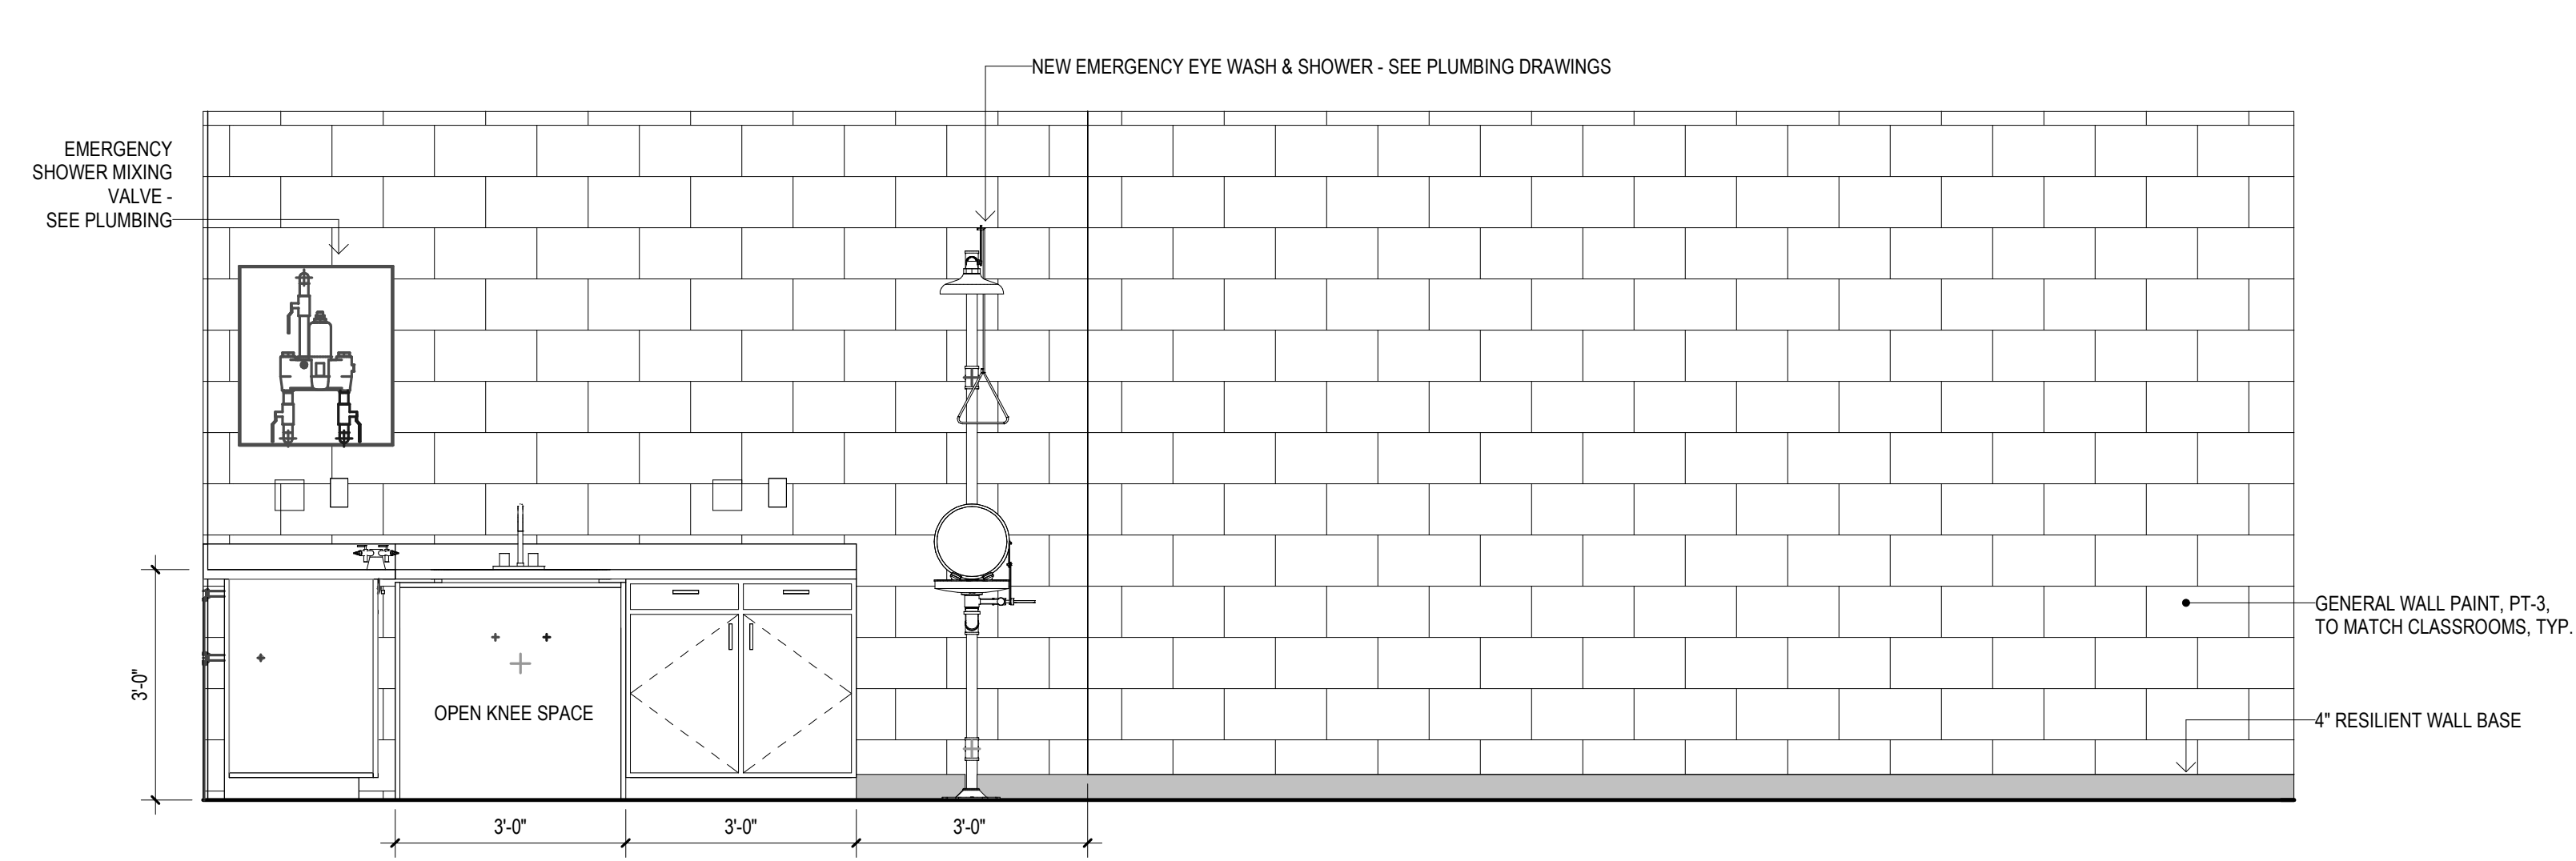 NEW EMERGENCY EYE WASH & SHOWER - SEE PLUMBING DRAWINGS
EMERGENCY
SHOWER MIXING
VALVE -
SEE PLUMBING
GENERAL WALL PAINT, PT-3,
TO MATCH CLASSROOMS, TYP.
3'-0"
OPEN KNEE SPACE
4" RESILIENT WALL BASE
3'-0"
3'-0"
3'-0"